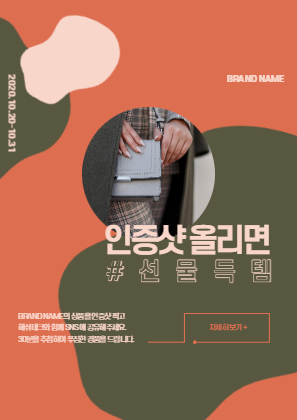 2020.10.20-10.31
BRAND NAME
인증샷 올리면
# 선물득템
BRAND NAME의 상품을 인증샷 찍고
해쉬태그와 함께 SNS에 공유해주세요.
30분을 추첨하여 푸짐한 경품을 드립니다.
자세히보기 +